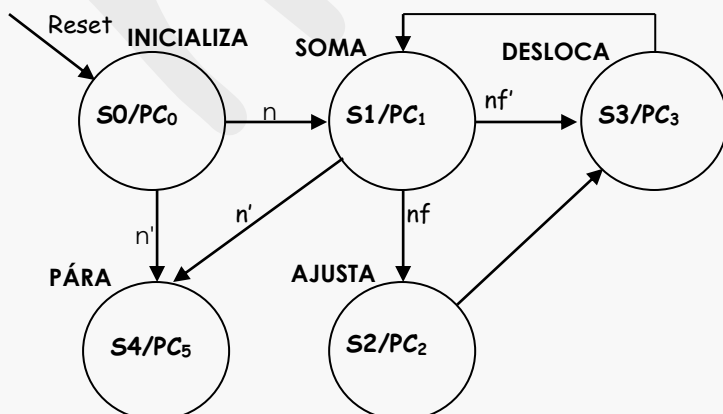 Reset
INICIALIZA
SOMA
DESLOCA
S0/PC₀
n
S1/PC₁
nf'
S3/PC₃
n'
n'
nf
PÁRA
AJUSTA
S4/PC₅
S2/PC₂